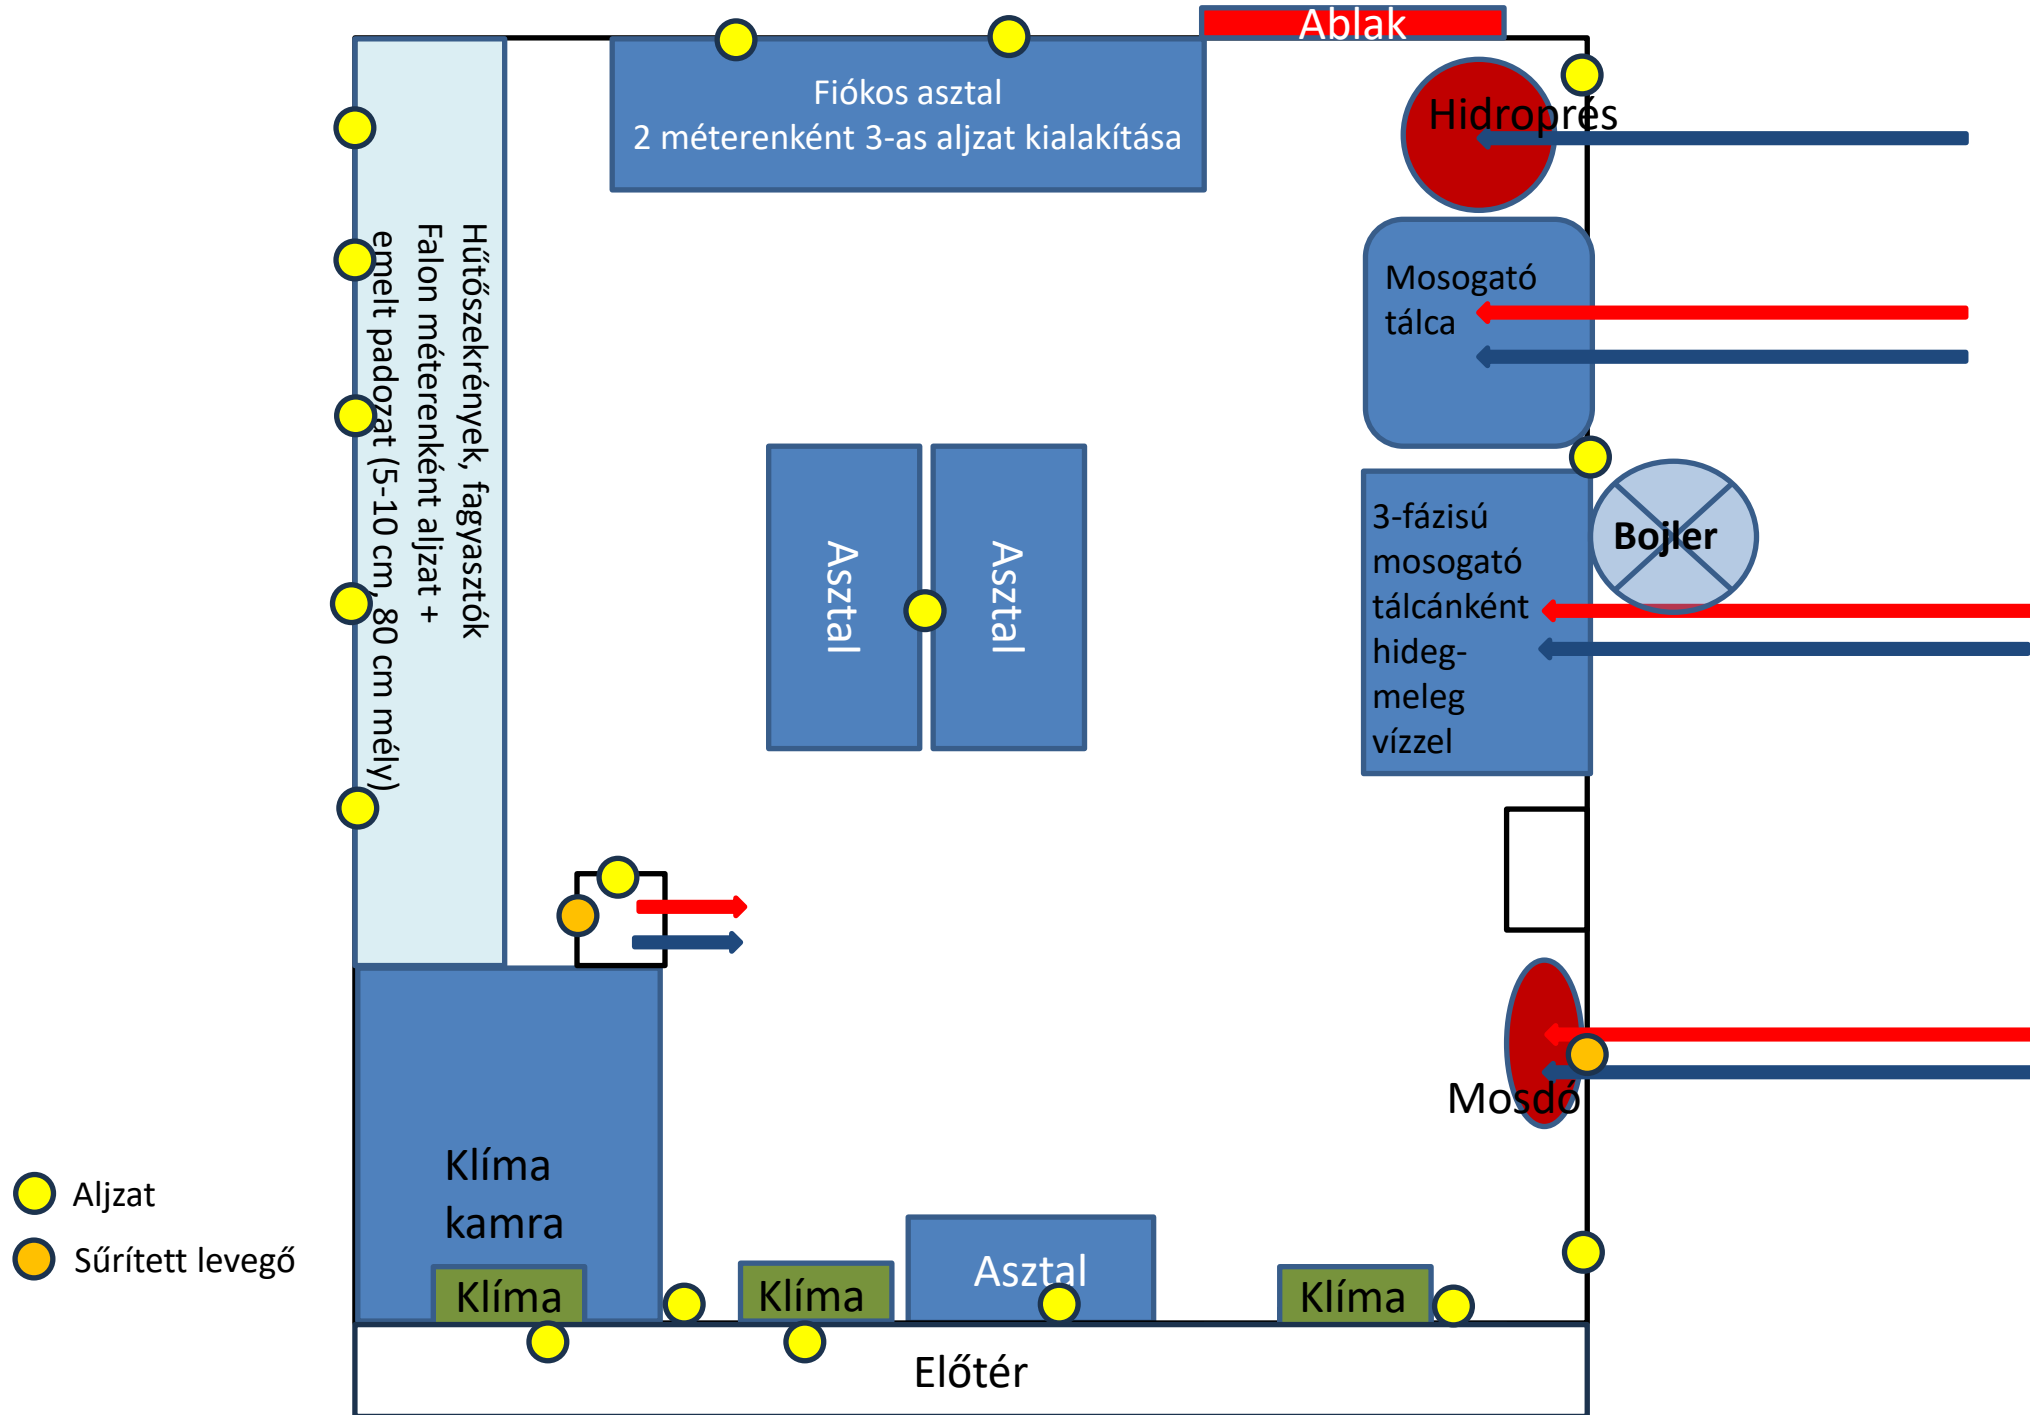 Ablak
Fiókos asztal
2 méterenként 3-as aljzat kialakítása
Hidroprés
Hűtőszekrények, fagyasztók
Falon méterenként aljzat +
emelt padozat (5-10 cm, 80 cm mély)
Mosogató
tálca
Asztal
Asztal
3-fázisú
mosogató
tálcánként
hideg-
meleg
vízzel
Bojler
Mosdó
Klíma
kamra
Klíma
Klíma
Asztal
Klíma
Előtér
Aljzat
Sűrített levegő